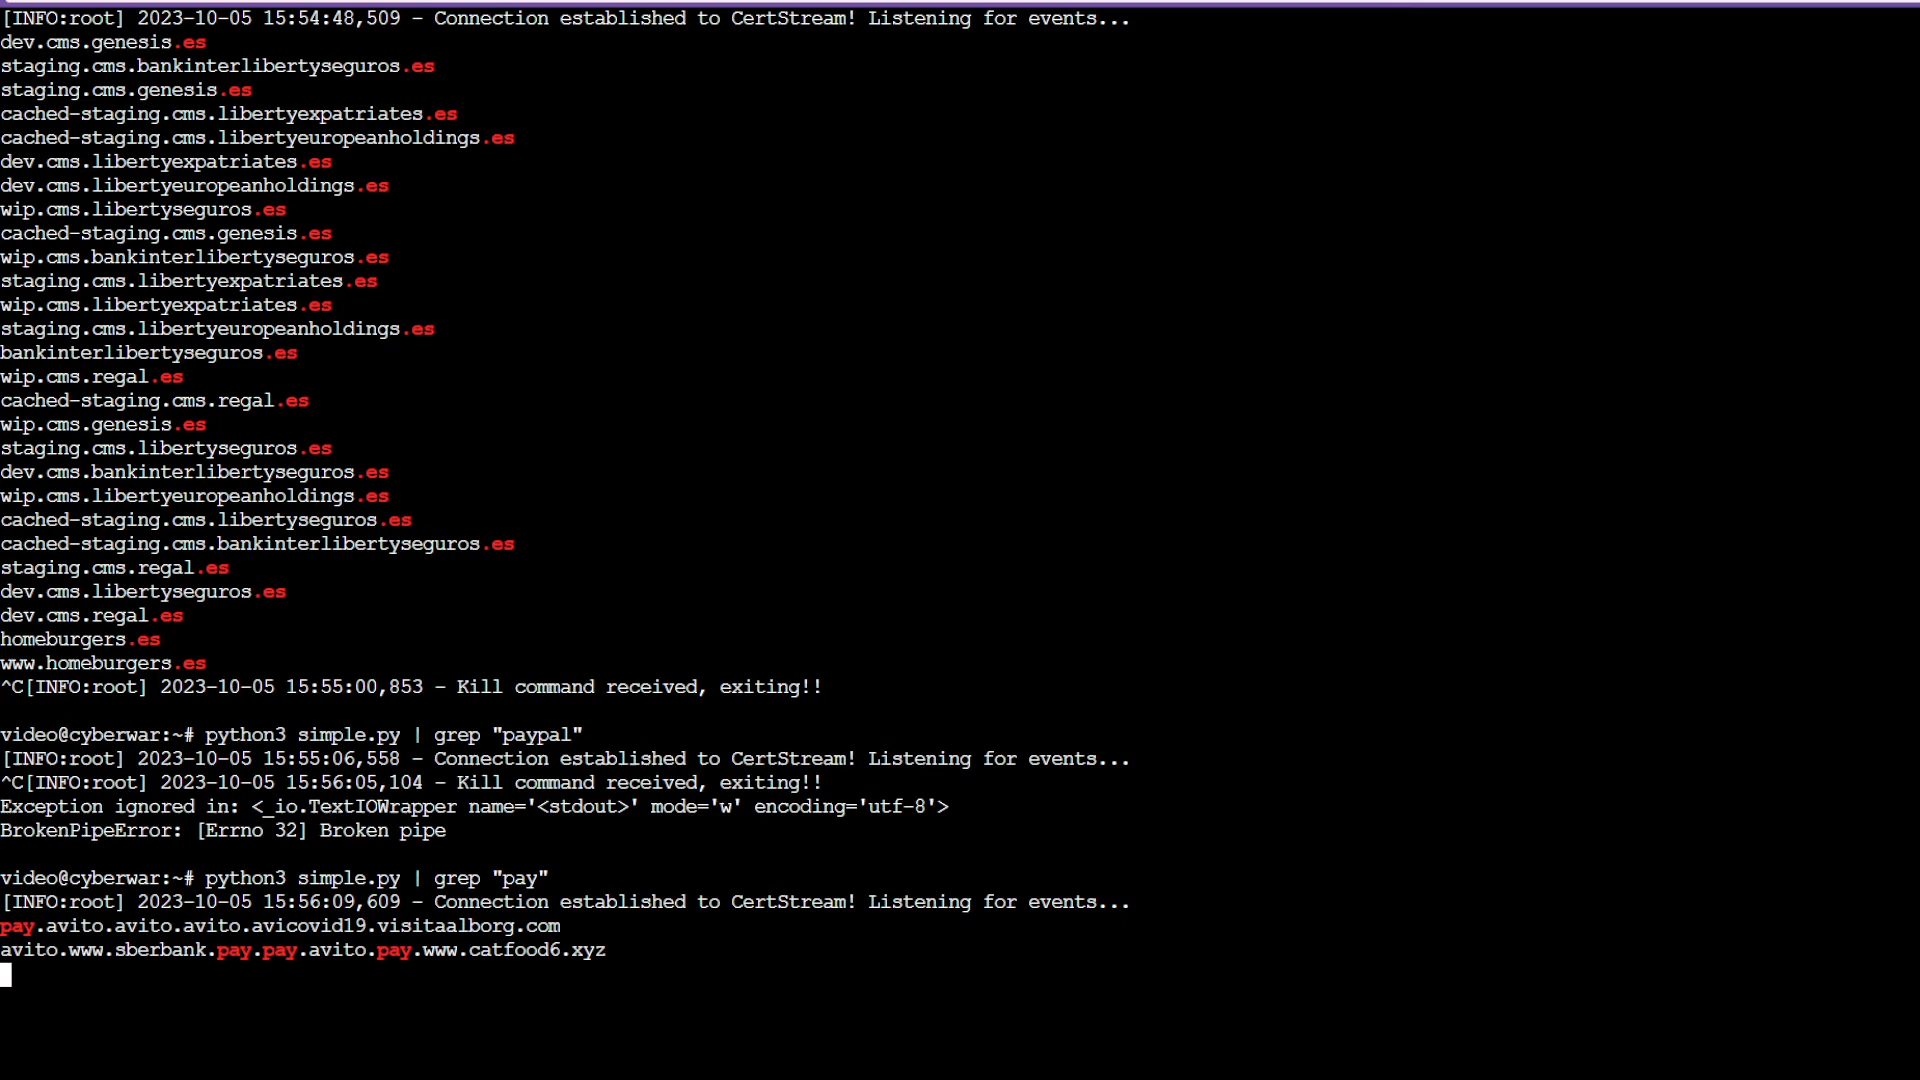 [INFO:root] 2023-10-05 15:54:48,509 - Connection established to CertStream! Listening for events...
dev.cms.genesis.es
staging.cms.bankinterlibertyseguros.es
staging.cms.genesis.es
cached-staging.cms.libertyexpatriates.es
cached-staging.cms.libertyeuropeanholdings.es
dev.cms.libertyexpatriates.es
dev.cms.libertyeuropeanholdings.es
wip.cms.libertyseguros.es
cached-staging.cms.genesis.es
wip.cms.bankinterlibertyseguros.es
staging.cms.libertyexpatriates.es
wip.cms.libertyexpatriates.es
staging.cms.libertyeuropeanholdings.es
bankinterlibertyseguros.es
wip.cms.regal.es
cached-staging.cms.regal.es
wip.cms.genesis.es
staging.cms.libertyseguros.es
dev.cms.bankinterlibertyseguros.es
wip.cms.libertyeuropeanholdings.es
cached-staging.cms.libertyseguros.es
cached-staging.cms.bankinterlibertyseguros.es
staging.cms.regal.es
dev.cms.libertyseguros.es
dev.cms.regal.es
homeburgers.es
www.homeburgers.es
^C[INFO:root] 2023-10-05 15:55:00,853 - Kill command received, exiting!!
video@cyberwar:~# python3 simple.py | grep "paypal"
[INFO:root] 2023-10-05 15:55:06,558 - Connection established to CertStream! Listening for events...
^C[INFO:root] 2023-10-05 15:56:05,104 - Kill command received, exiting!!
Exception ignored in: <_io.TextIOWrapper name='<stdout>' mode='w' encoding='utf-8'>
BrokenPipeError: [Errno 32] Broken pipe
video@cyberwar:~# python3 simple.py | grep "pay"
[INFO:root] 2023-10-05 15:56:09,609 - Connection established to CertStream! Listening for events...
pay.avito.avito.avito.avicovid19.visitaalborg.com
avito.www.sberbank.pay.pay.avito.pay.www.catfood6.xyz